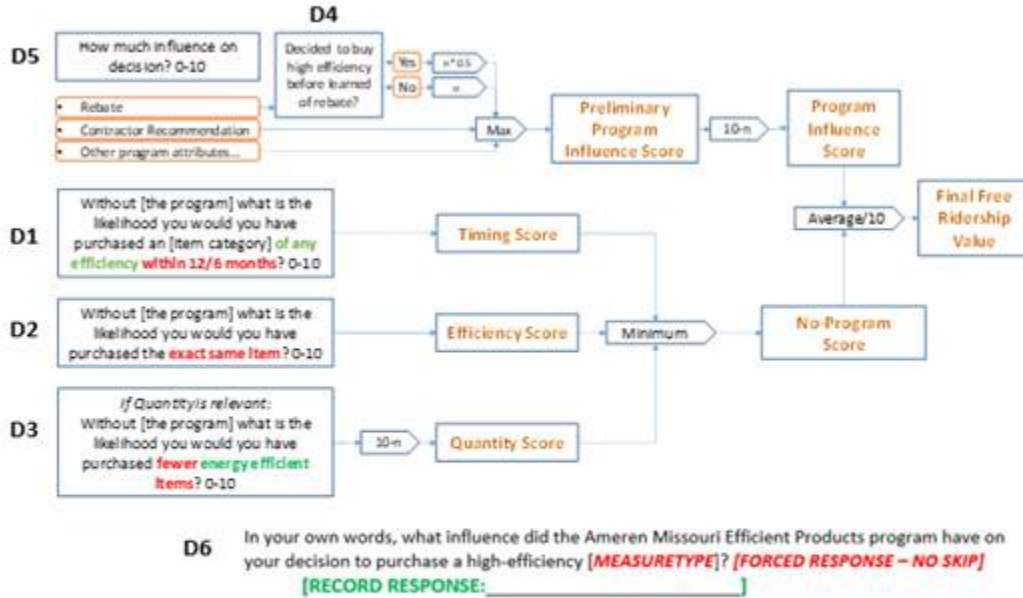 D4
D5
How much influence on
decision? 0-10
Decided to buy
high efficiency
before learned
of rebate?
Yes
n*0.5
No
n
• Rebate
• Contractor Recommendation
• Other program attributes...
Max
Preliminary
Program
Influence Score
10-n
Program
Influence
Score
D1
Without [the program] what is the
likelihood you would you have
purchased an [item category] of any
efficiency within 12/6 months? 0-10
Timing Score
Average/10
Final Free
Ridership
Value
D2
Without [the program] what is the
likelihood you would you have
purchased the exact same item? 0-10
Efficiency Score
Minimum
No-Program
Score
D3
If Quantity is relevant:
Without [the program] what is the
likelihood you would you have
purchased fewer energy efficient
items? 0-10
10-n
Quantity Score
D6
In your own words, what influence did the Ameren Missouri Efficient Products program have on
your decision to purchase a high-efficiency [MEASURETYPE]? [FORCED RESPONSE – NO SKIP]
[RECORD RESPONSE:__________________________]